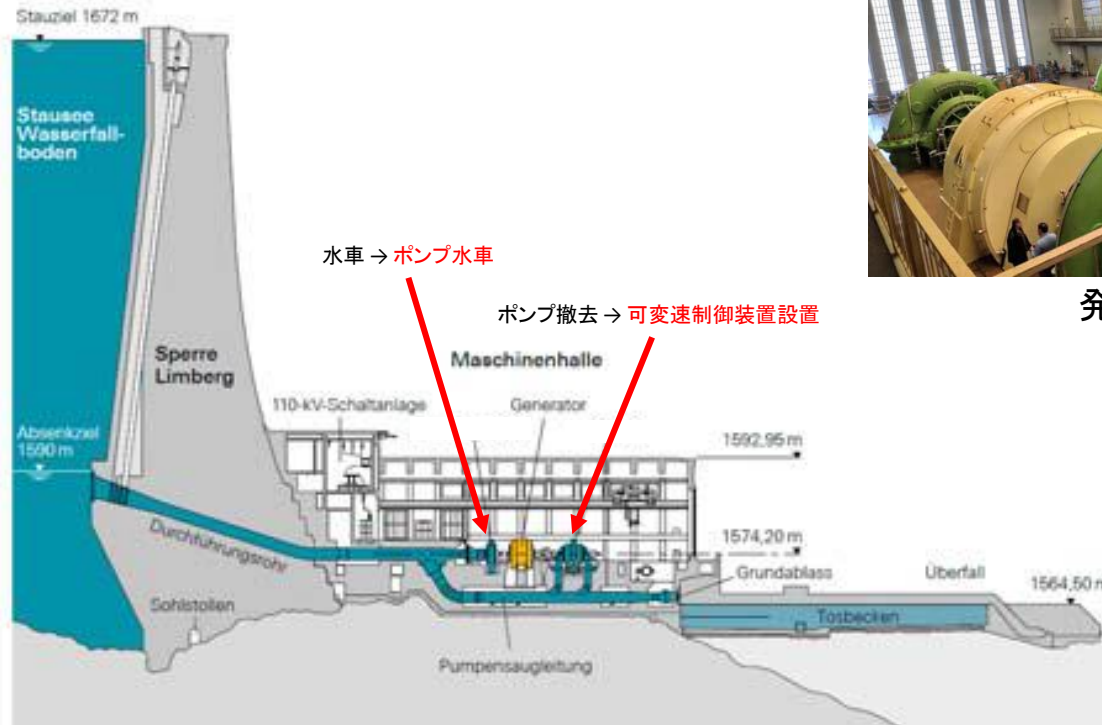 Stauziel 1672 m
Stausee
Wasserfall-
boden
水車 → ポンプ水車
発
ポンプ撤去 → 可変速制御装置設置
Sperre
Limberg
Maschinenhalle
110-kV-Schaltanlage
Generator
Absenkziel
1590 m
1592,95 m
Durchführungsrohr
1574,20 m
Grundablass
Überfall
1564,50 m
Sohlstollen
Tosbecken
Pumpensaugleitung